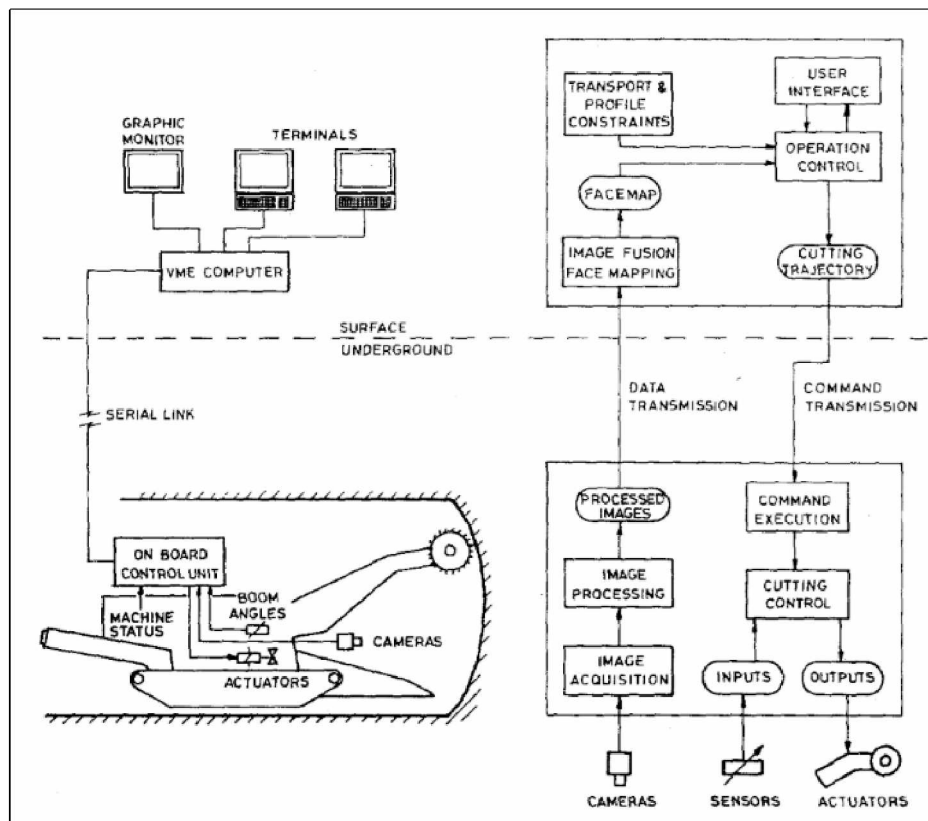 GRAPHIC
MONITOR
TERMINALS
VME COMPUTER
SURFACE
UNDERGROUND
SERIAL LINK
ON BOARD
CONTROL UNIT
MACHINE
STATUS
BOOM
ANGLES
CAMERAS
ACTUATORS
TRANSPORT &
PROFILE
CONSTRAINTS
USER
INTERFACE
OPERATION
CONTROL
FACEMAP
IMAGE FUSION
FACE MAPPING
CUTTING
TRAJECTORY
DATA
TRANSMISSION
COMMAND
TRANSMISSION
PROCESSED
IMAGES
COMMAND
EXECUTION
IMAGE
PROCESSING
CUTTING
CONTROL
IMAGE
ACQUISITION
INPUTS
OUTPUTS
CAMERAS
SENSORS
ACTUATORS